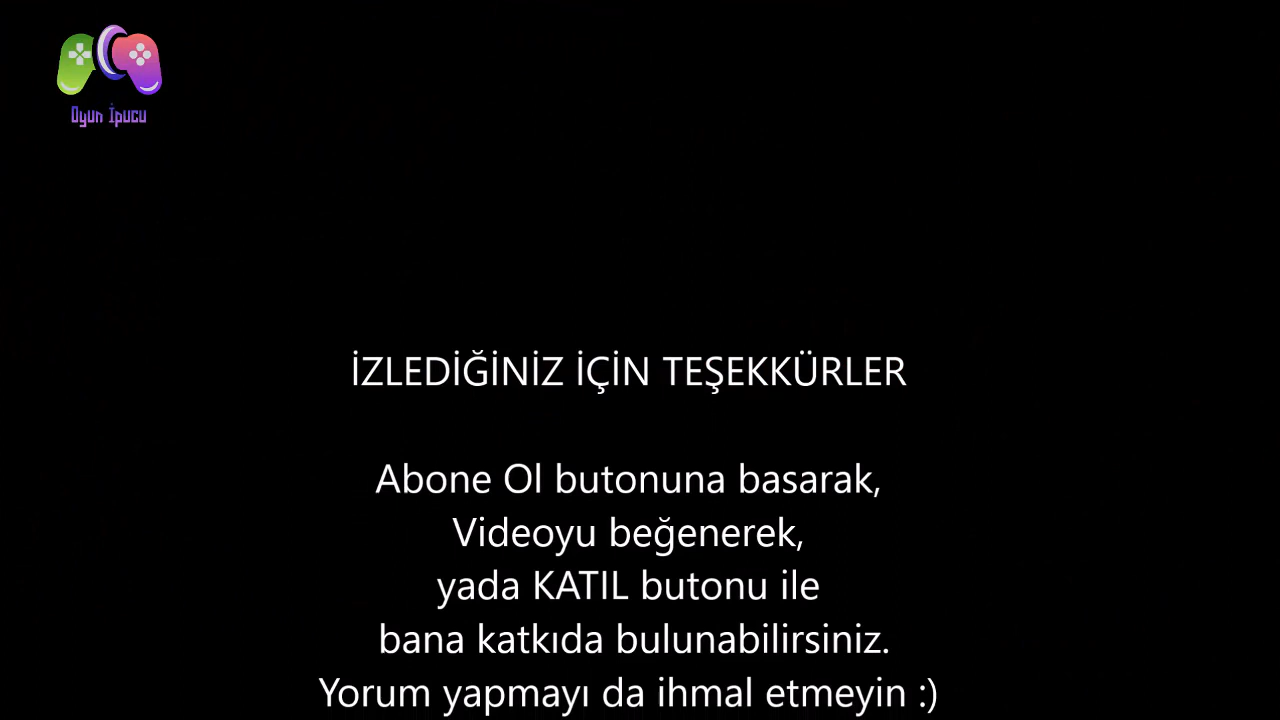 Oyun İpucu
İZLEDİĞİNİZ İÇİN TEŞEKKÜRLER
Abone Ol butonuna basarak,
Videoyu beğenerek,
yada KATIL butonu ile
bana katkıda bulunabilirsiniz.
Yorum yapmayı da ihmal etmeyin :)